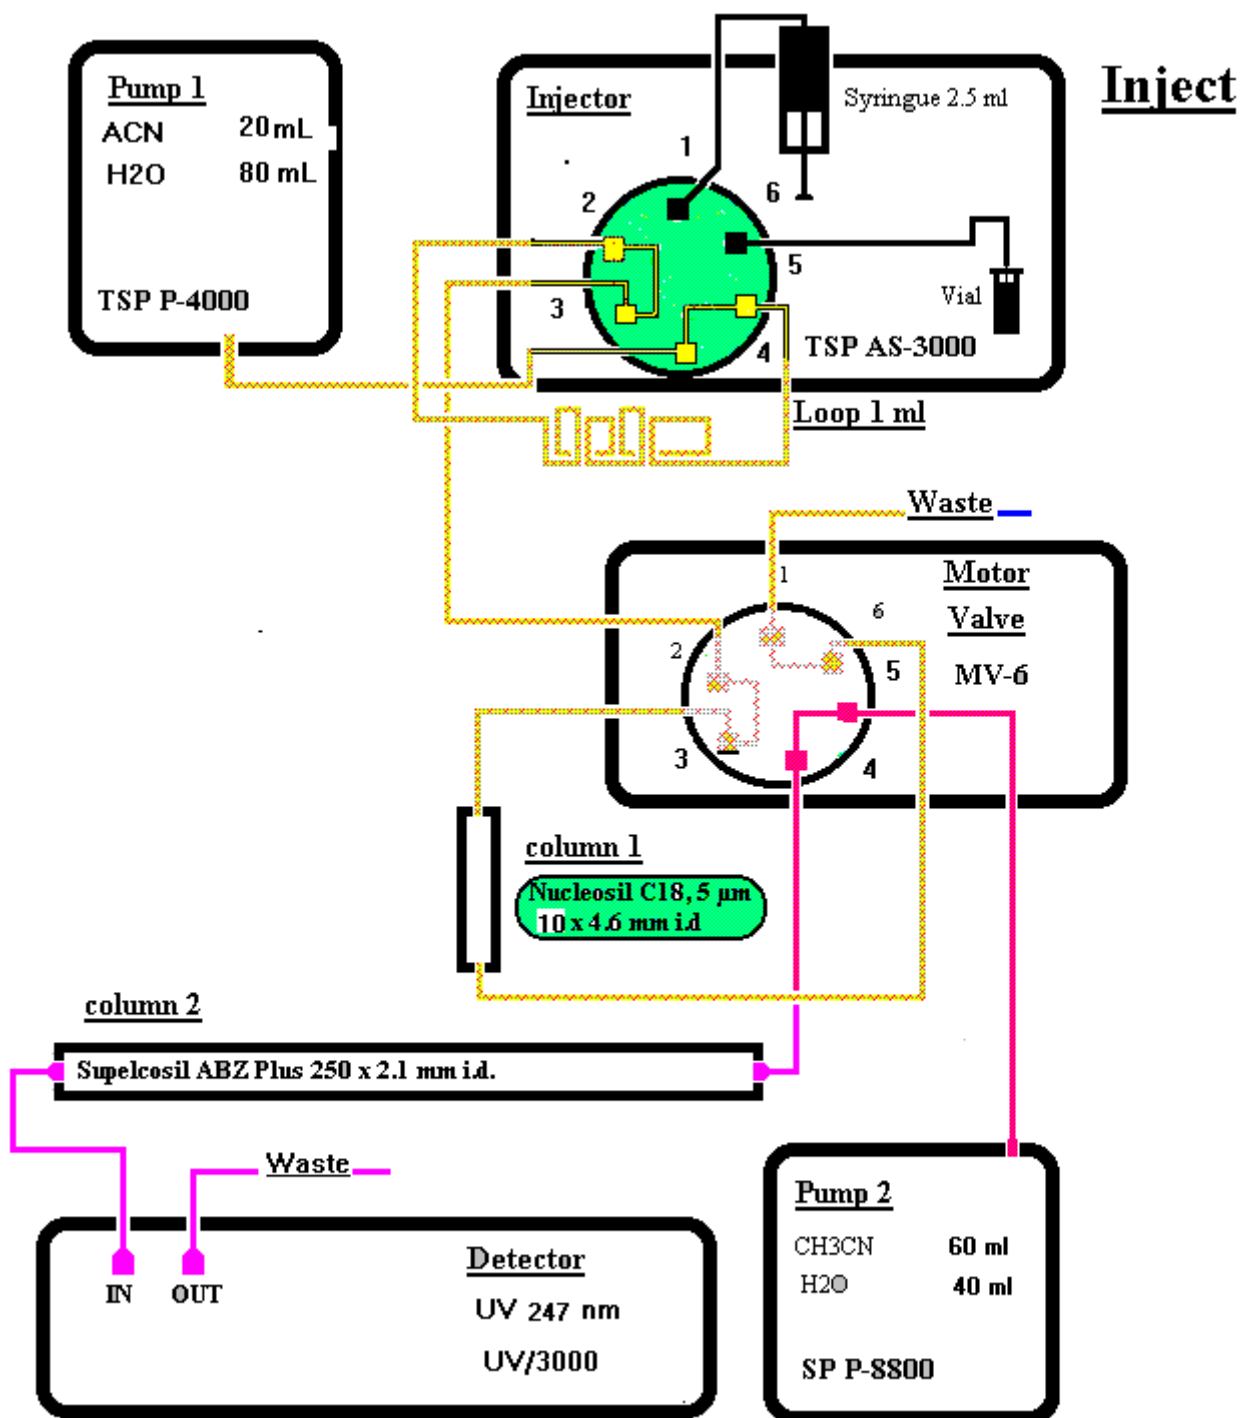 Inject
Pump 1
ACN 20 mL
H2O 80 mL
TSP P-4000
Injector
Syringue 2.5 ml
1
2
6
3
5
4
Vial
TSP AS-3000
Loop 1 ml
Waste
Motor
Valve
MV-6
1
6
2
5
3
4
column 1
Nucleosil C18, 5 µm
10 x 4.6 mm i.d
column 2
Supelcosil ABZ Plus 250 x 2.1 mm i.d.
Waste
IN OUT
Detector
UV 247 nm
UV/3000
Pump 2
CH3CN 60 ml
H2O 40 ml
SP P-8800